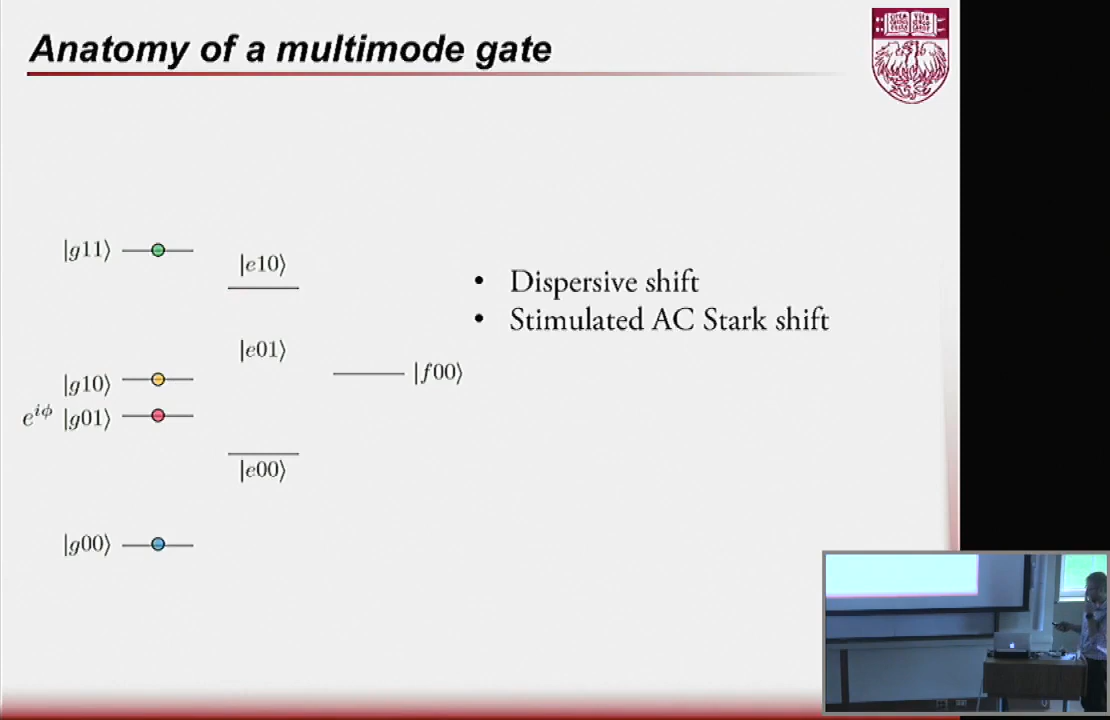 Anatomy of a multimode gate
|g11⟩
|e10⟩
• Dispersive shift
• Stimulated AC Stark shift
|e01⟩
|f00⟩
|g10⟩
e^{iϕ} |g01⟩
|e00⟩
|g00⟩